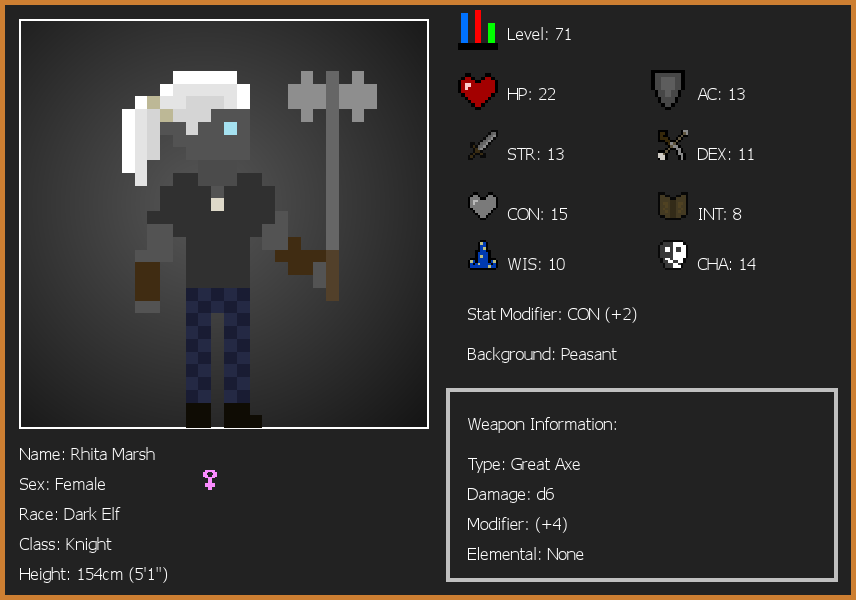 Level: 71
HP: 22
AC: 13
STR: 13
DEX: 11
CON: 15
INT: 8
WIS: 10
CHA: 14
Stat Modifier: CON (+2)
Background: Peasant
Weapon Information:
Type: Great Axe
Damage: d6
Modifier: (+4)
Elemental: None
Name: Rhita Marsh
Sex: Female
Race: Dark Elf
Class: Knight
Height: 154cm (5'1")